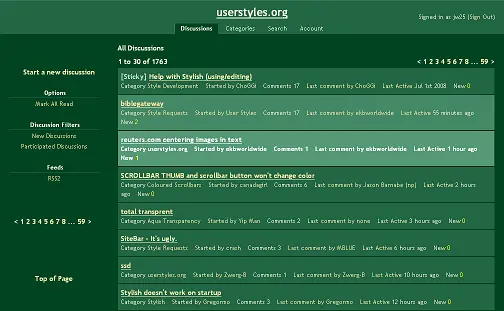 userstyles.org
Signed in as jw25 (Sign Out)
Discussions Categories Search Account
All Discussions
1 to 30 of 1763
< 1 2 3 4 5 6 7 8 ... 59 >
Start a new discussion
Options
Mark All Read
Discussion Filters
New Discussions
Participated Discussions
Feeds
RSS2
< 1 2 3 4 5 6 7 8 ... 59 >
Top of Page
[Sticky] Help with Stylish (using/editing)
Category Style Development Started by ChoGGi Comments 17 Last comment by ChoGGi Last Active Jul 1st 2008 New 0
biblegateway
Category Style Requests Started by User Styles Comments 17 Last comment by ekbworldwide Last Active 55 minutes ago
New 2
reuters.com centering images in text
Category userstyles.org Started by ekbworldwide Comments 1 Last comment by ekbworldwide Last Active 1 hour ago
New 1
SCROLLBAR THUMB and scrollbar button won't change color
Category Coloured Scrollbars Started by canadagirl Comments 6 Last comment by Jason Barnabe (np) Last Active 2 hours
ago New 0
total transprent
Category Aqua Transparency Started by Yip Man Comments 2 Last comment by none Last Active 3 hours ago New 0
SiteBar - It's ugly.
Category Style Requests Started by Comments 3 Last comment by Last Active 6 hours ago New 0
ssd
Category userstyles.org Started by Zwerg-B Comments 1 Last comment by Zwerg-B Last Active 10 hours ago New 0
Stylish doesn't work on startup
Category Stylish Started by Gregormo Comments 3 Last comment by Gregormo Last Active 12 hours ago New 0